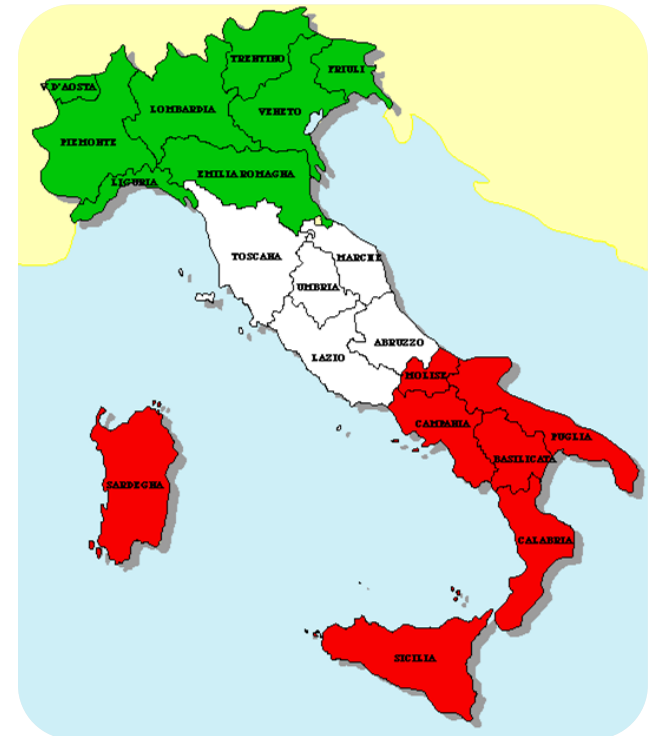 TRENTINO
FRIULI
V.D'AOSTA
LOMBARDIA
VENETO
PIEMONTE
EMILIA ROMAGNA
LIGURIA
TOSCANA
MARCHE
UMBRIA
ABRUZZO
LAZIO
MOLISE
CAMPANIA
PUGLIA
BASILICATA
SARDEGNA
CALABRIA
SICILIA